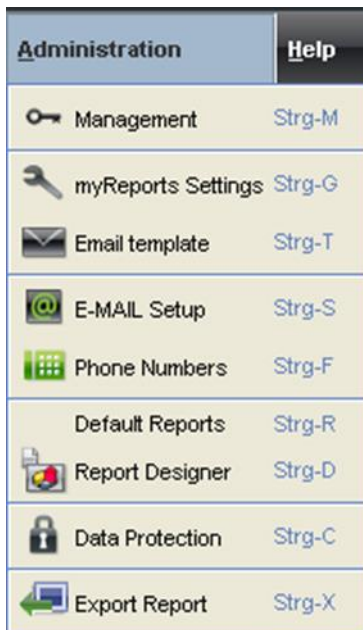 Administration Help
Management Strg-M
myReports Settings Strg-G
Email template Strg-T
E-MAIL Setup Strg-S
Phone Numbers Strg-F
Default Reports Strg-R
Report Designer Strg-D
Data Protection Strg-C
Export Report Strg-X